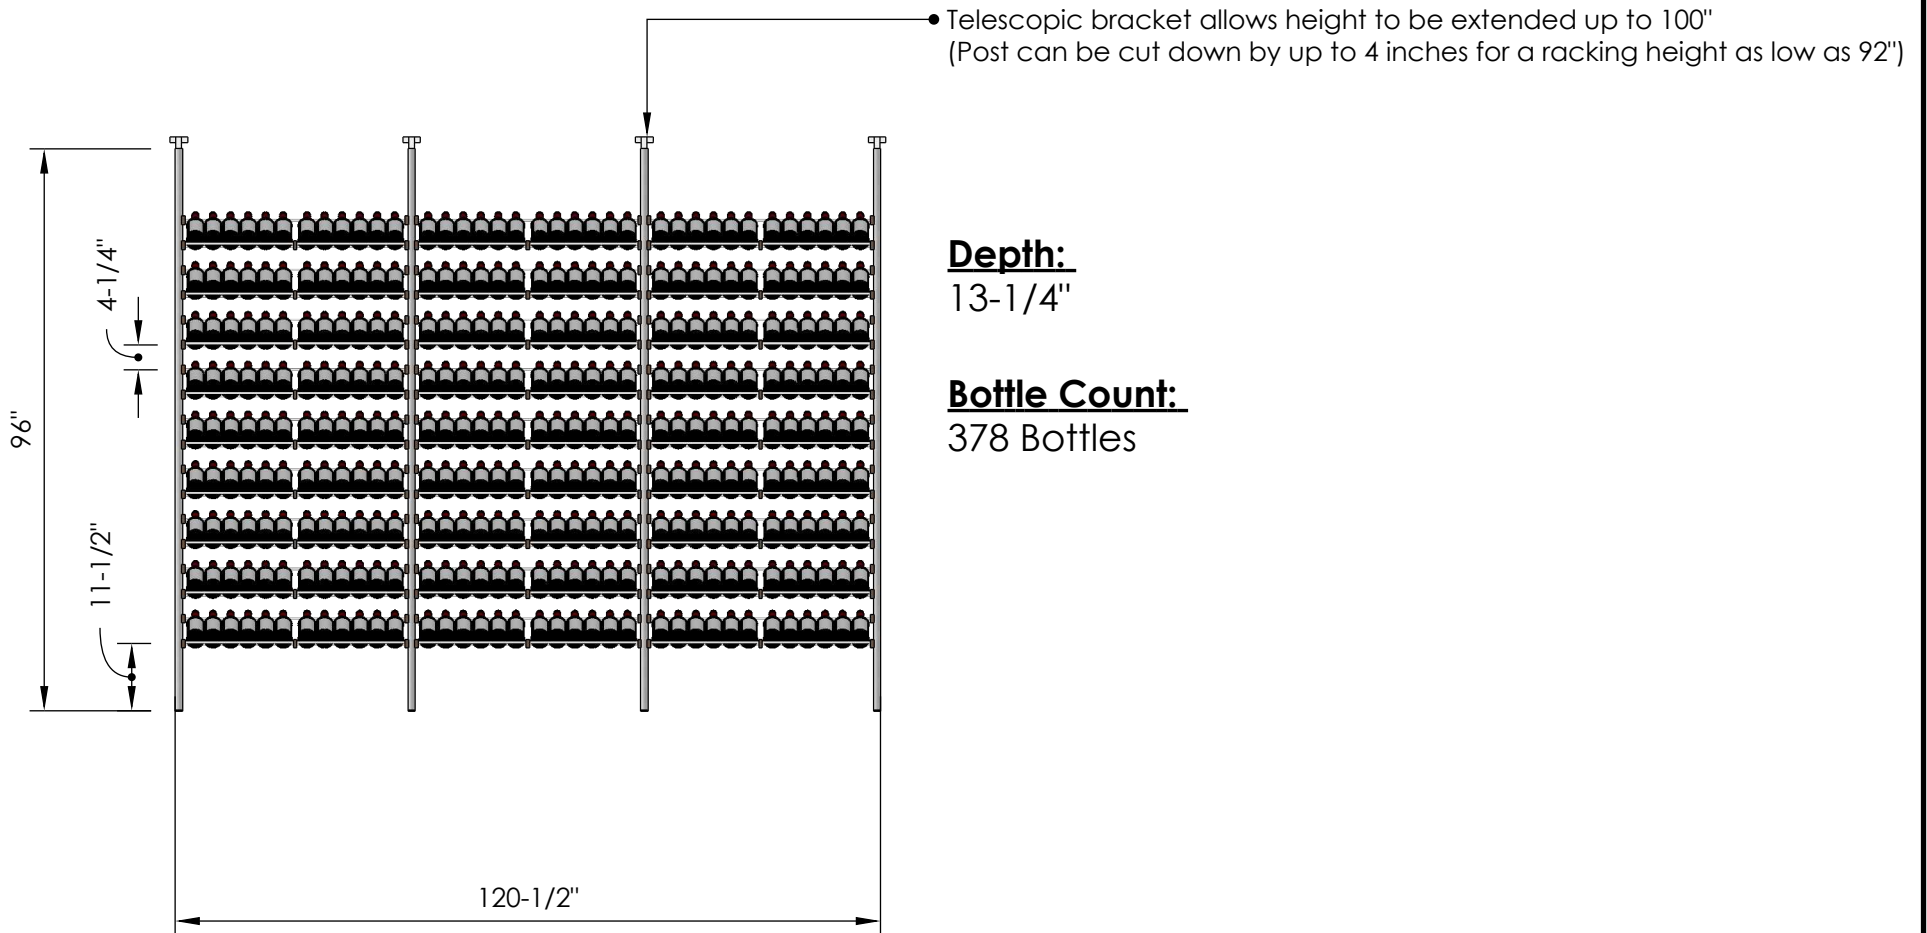 Telescopic bracket allows height to be extended up to 100"
(Post can be cut down by up to 4 inches for a racking height as low as 92")
Depth:
13-1/4"
Bottle Count:
378 Bottles
4-1/4"
96"
11-1/2"
120-1/2"